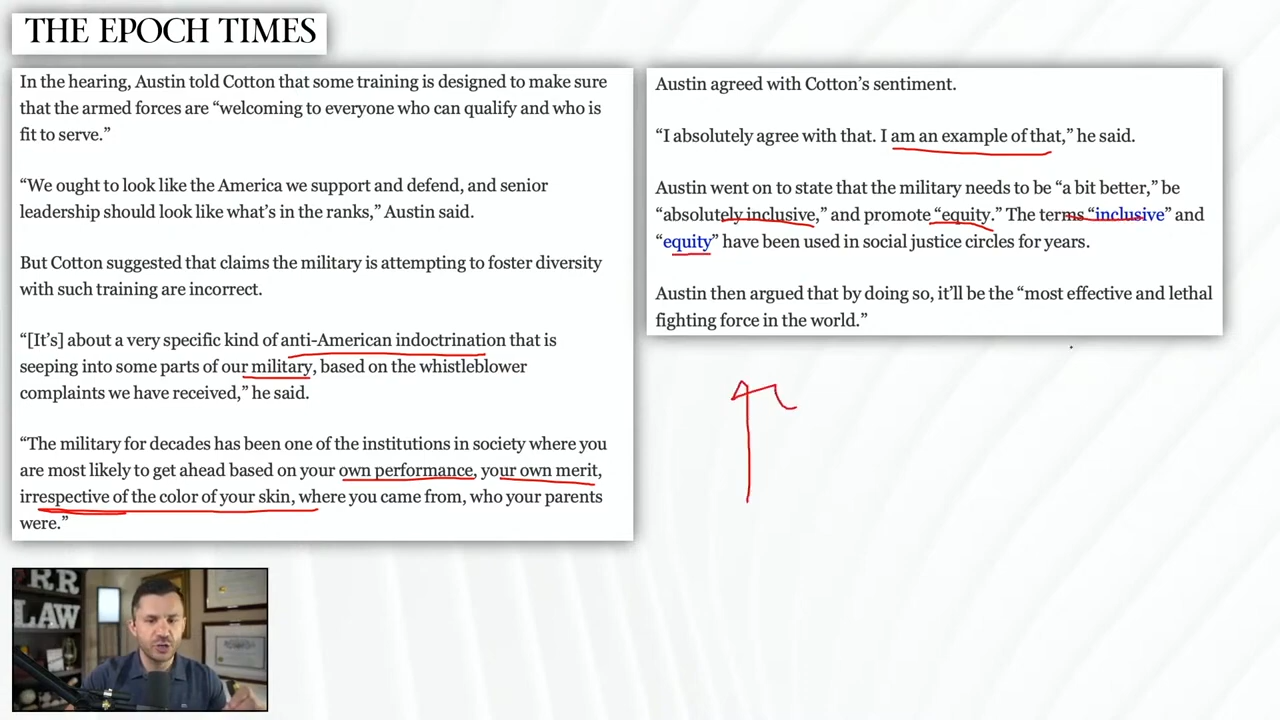 THE EPOCH TIMES
In the hearing, Austin told Cotton that some training is designed to make sure
that the armed forces are “welcoming to everyone who can qualify and who is
fit to serve.”
“We ought to look like the America we support and defend, and senior
leadership should look like what’s in the ranks,” Austin said.
But Cotton suggested that claims the military is attempting to foster diversity
with such training are incorrect.
“[It’s] about a very specific kind of anti-American indoctrination that is
seeping into some parts of our military, based on the whistleblower
complaints we have received,” he said.
“The military for decades has been one of the institutions in society where you
are most likely to get ahead based on your own performance, your own merit,
irrespective of the color of your skin, where you came from, who your parents
were.”
Austin agreed with Cotton’s sentiment.
“I absolutely agree with that. I am an example of that,” he said.
Austin went on to state that the military needs to be “a bit better,” be
“absolutely inclusive,” and promote “equity.” The terms “inclusive” and
“equity” have been used in social justice circles for years.
Austin then argued that by doing so, it’ll be the “most effective and lethal
fighting force in the world.”
RR
LAW